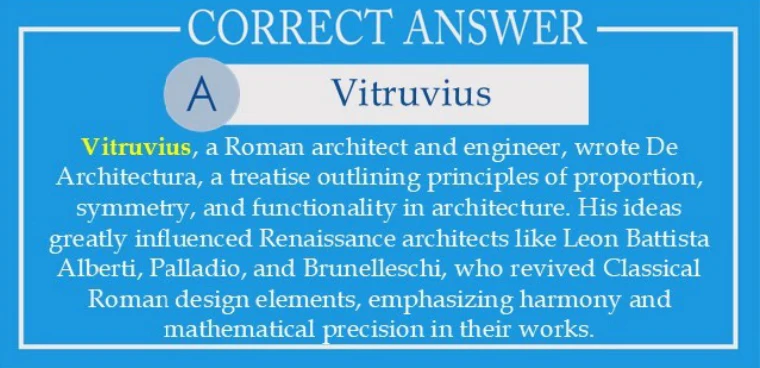 CORRECT ANSWER
A Vitruvius
Vitruvius, a Roman architect and engineer, wrote De
Architectura, a treatise outlining principles of proportion,
symmetry, and functionality in architecture. His ideas
greatly influenced Renaissance architects like Leon Battista
Alberti, Palladio, and Brunelleschi, who revived Classical
Roman design elements, emphasizing harmony and
mathematical precision in their works.